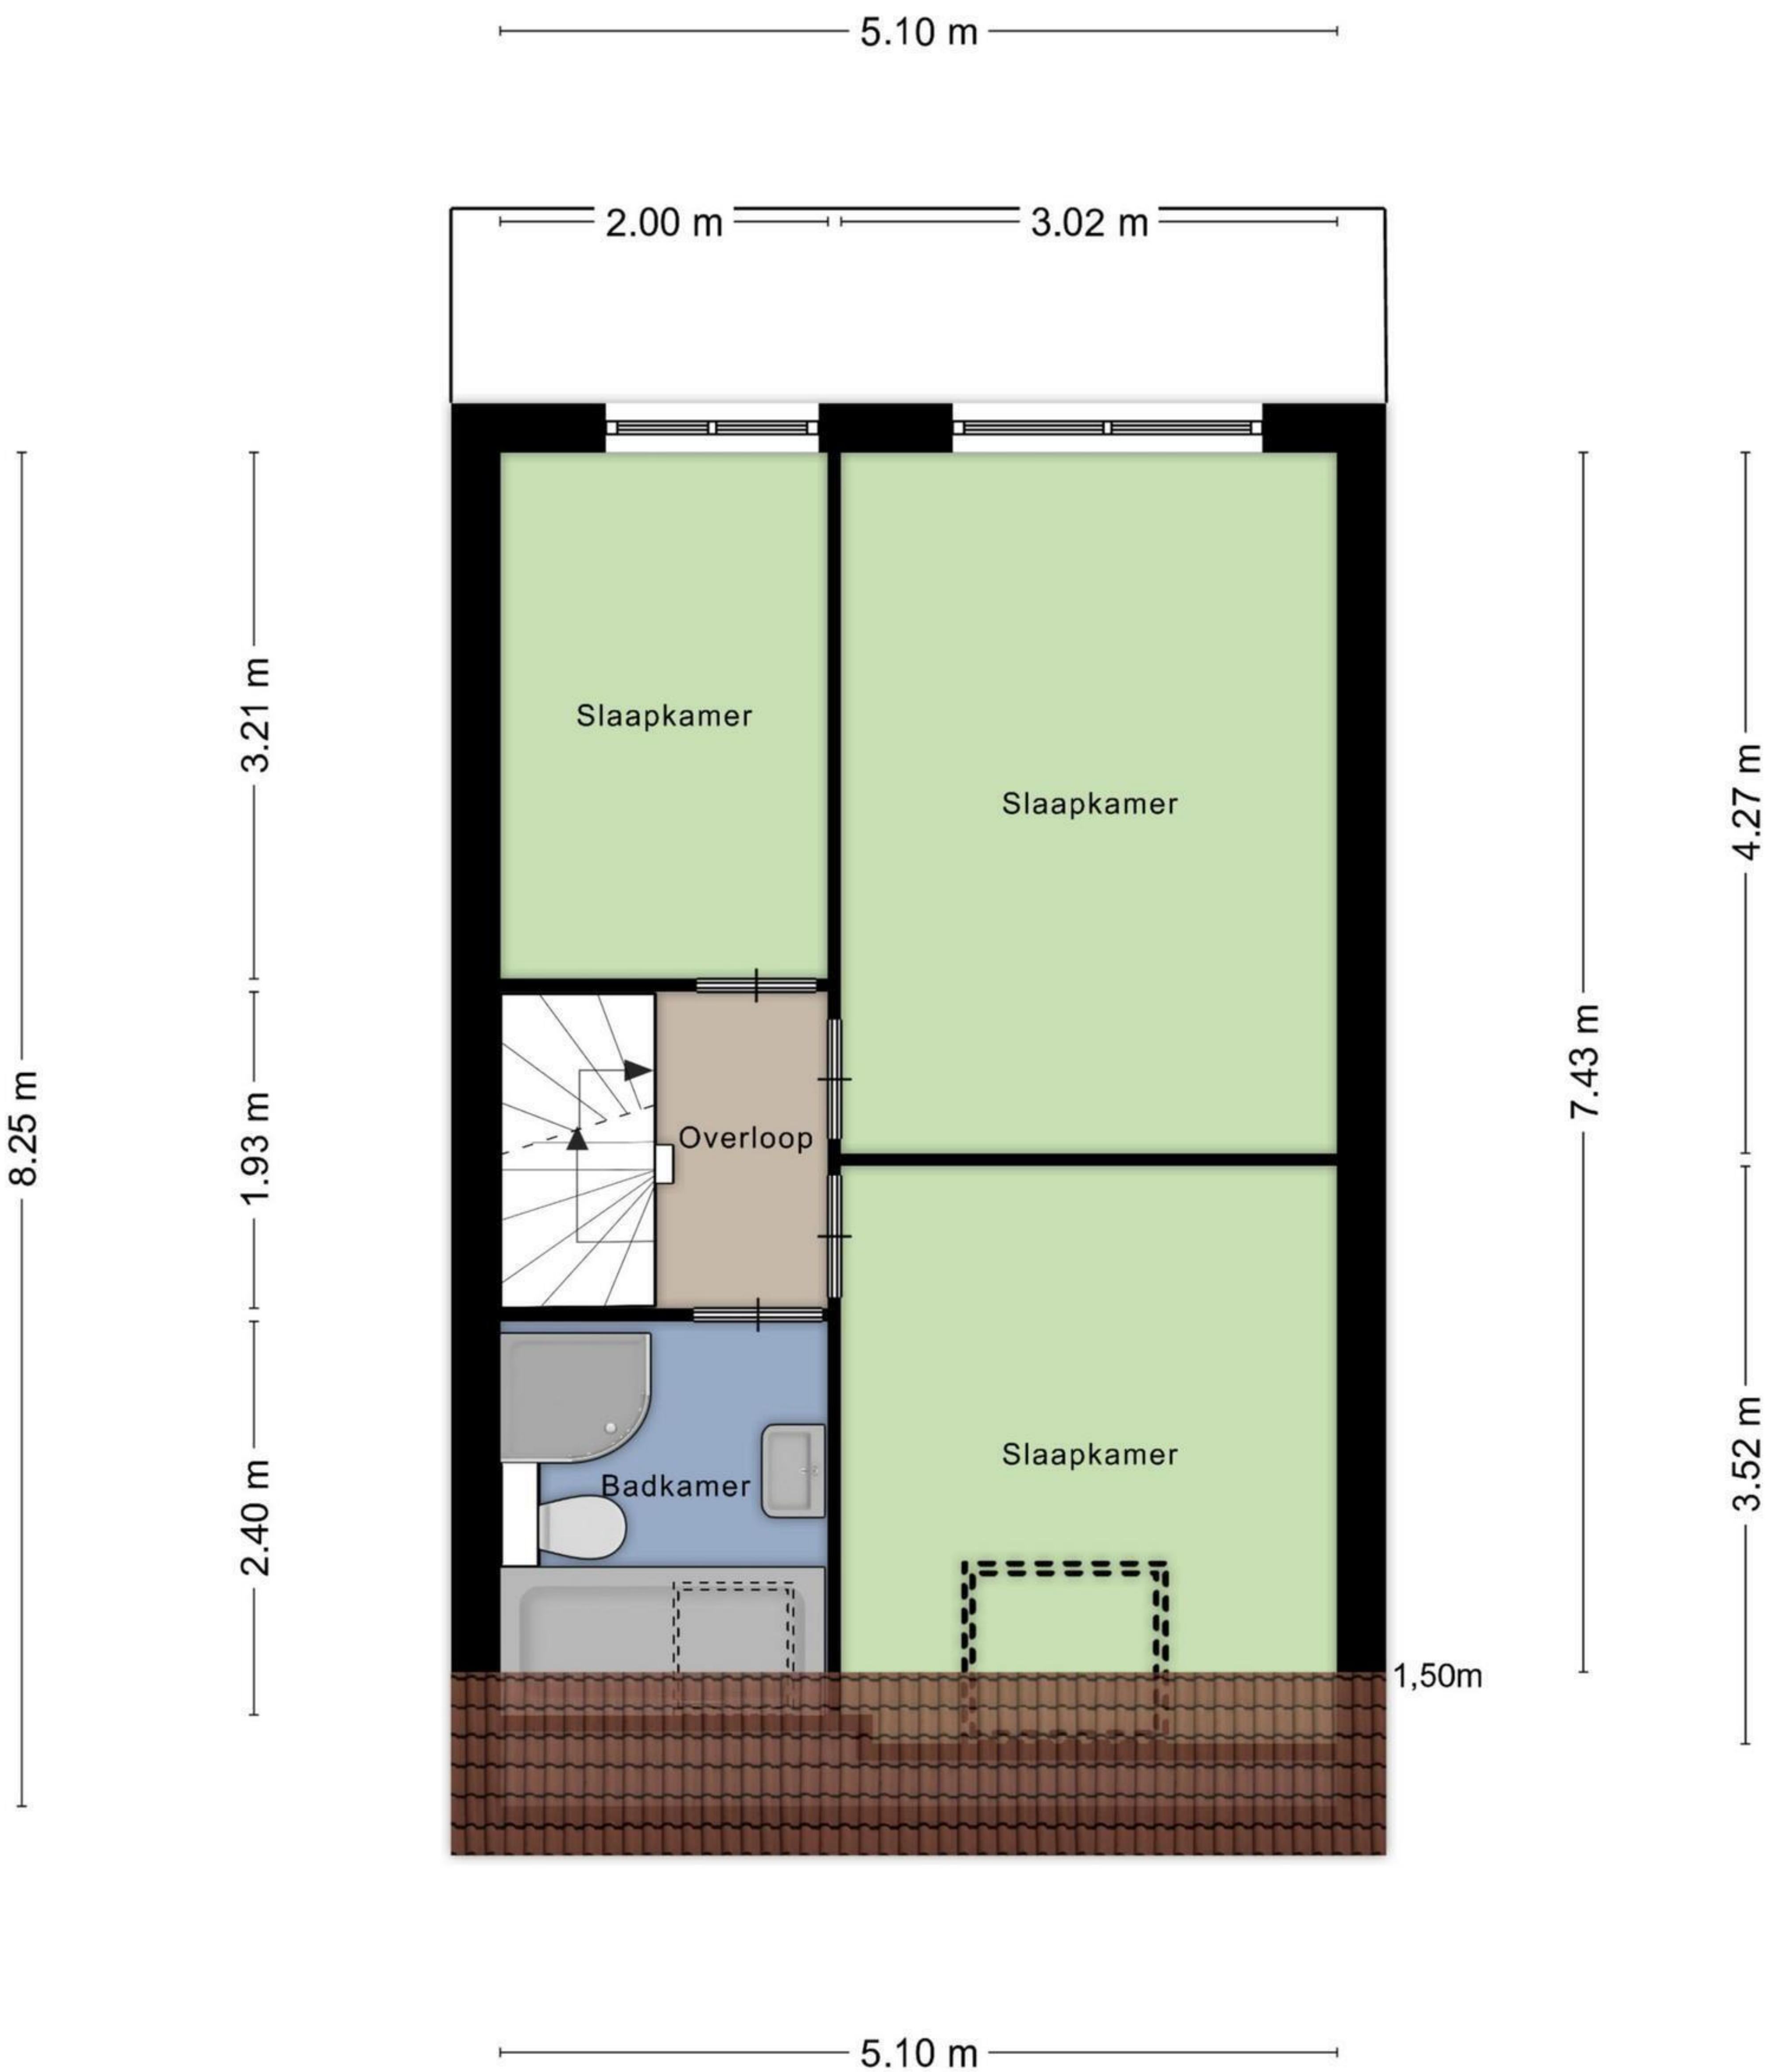 5.10 m
2.00 m
3.02 m
Slaapkamer
Slaapkamer
3.21 m
4.27 m
8.25 m
1.93 m
7.43 m
Overloop
Slaapkamer
Badkamer
2.40 m
3.52 m
1,50m
5.10 m